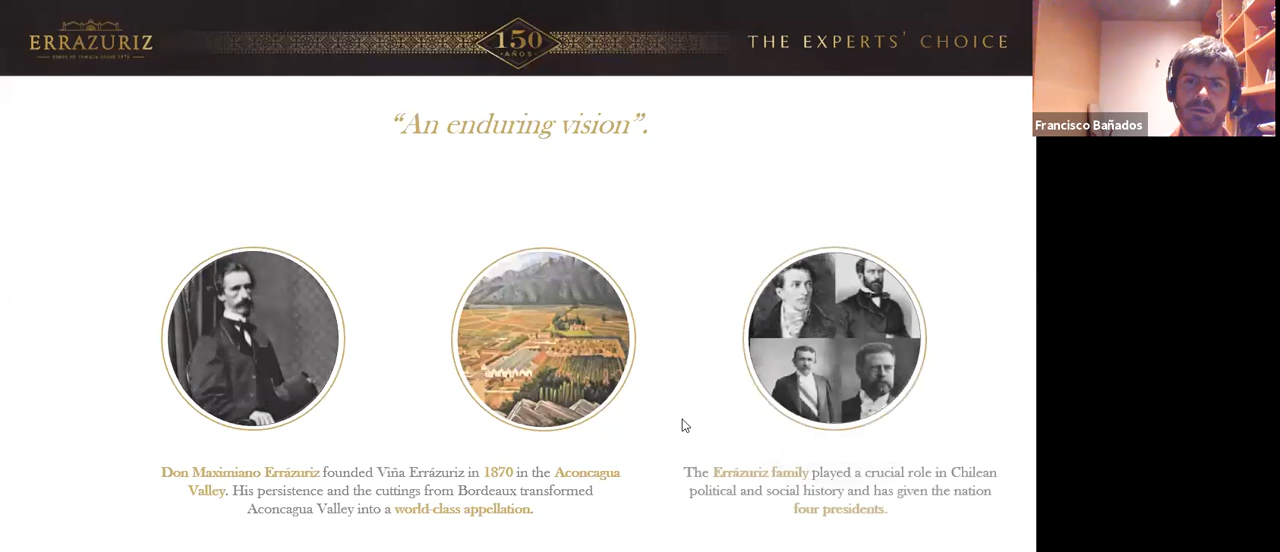 ERRAZURIZ
150
AÑOS
THE EXPERTS' CHOICE
Francisco Bañados
“An enduring vision”.
Don Maximiano Errázuriz founded Viña Errázuriz in 1870 in the Aconcagua
Valley. His persistence and the cuttings from Bordeaux transformed
Aconcagua Valley into a world-class appellation.
The Errázuriz family played a crucial role in Chilean
political and social history and has given the nation
four presidents.